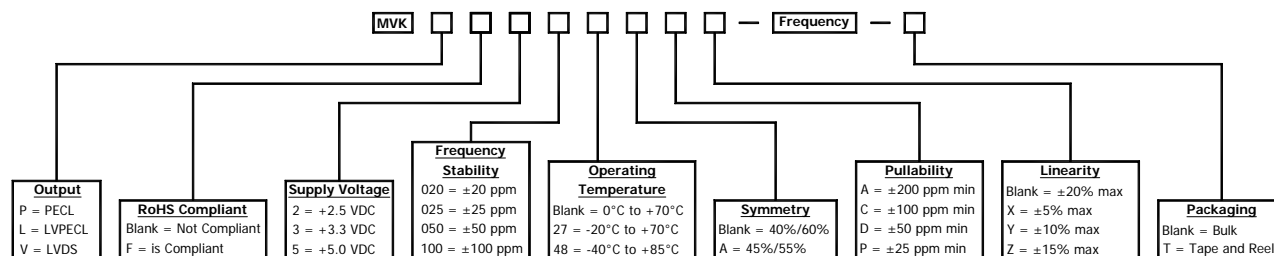 MVK — Frequency —
Output
P = PECL
L = LVPECL
V = LVDS
RoHS Compliant
Blank = Not Compliant
F = is Compliant
Supply Voltage
2 = +2.5 VDC
3 = +3.3 VDC
5 = +5.0 VDC
Frequency
Stability
020 = ±20 ppm
025 = ±25 ppm
050 = ±50 ppm
100 = ±100 ppm
Operating
Temperature
Blank = 0°C to +70°C
27 = -20°C to +70°C
48 = -40°C to +85°C
Symmetry
Blank = 40%/60%
A = 45%/55%
Pullability
A = ±200 ppm min
C = ±100 ppm min
D = ±50 ppm min
P = ±25 ppm min
Linearity
Blank = ±20% max
X = ±5% max
Y = ±10% max
Z = ±15% max
Packaging
Blank = Bulk
T = Tape and Reel